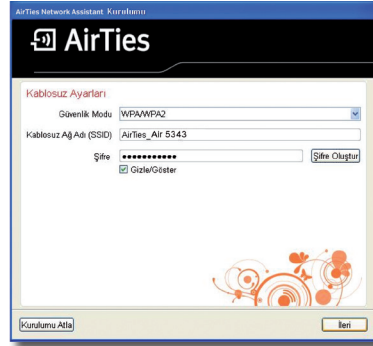 AirTies Network Assistant Kurulumu
AirTies
Kablosuz Ayarları
Güvenlik Modu WPA/WPA2
Kablosuz Ağ Adı (SSID) AirTies_Air 5343
Şifre ●●●●●●●●●●● Şifre Oluştur
Gizle/Göster
Kurulumu Atla İleri